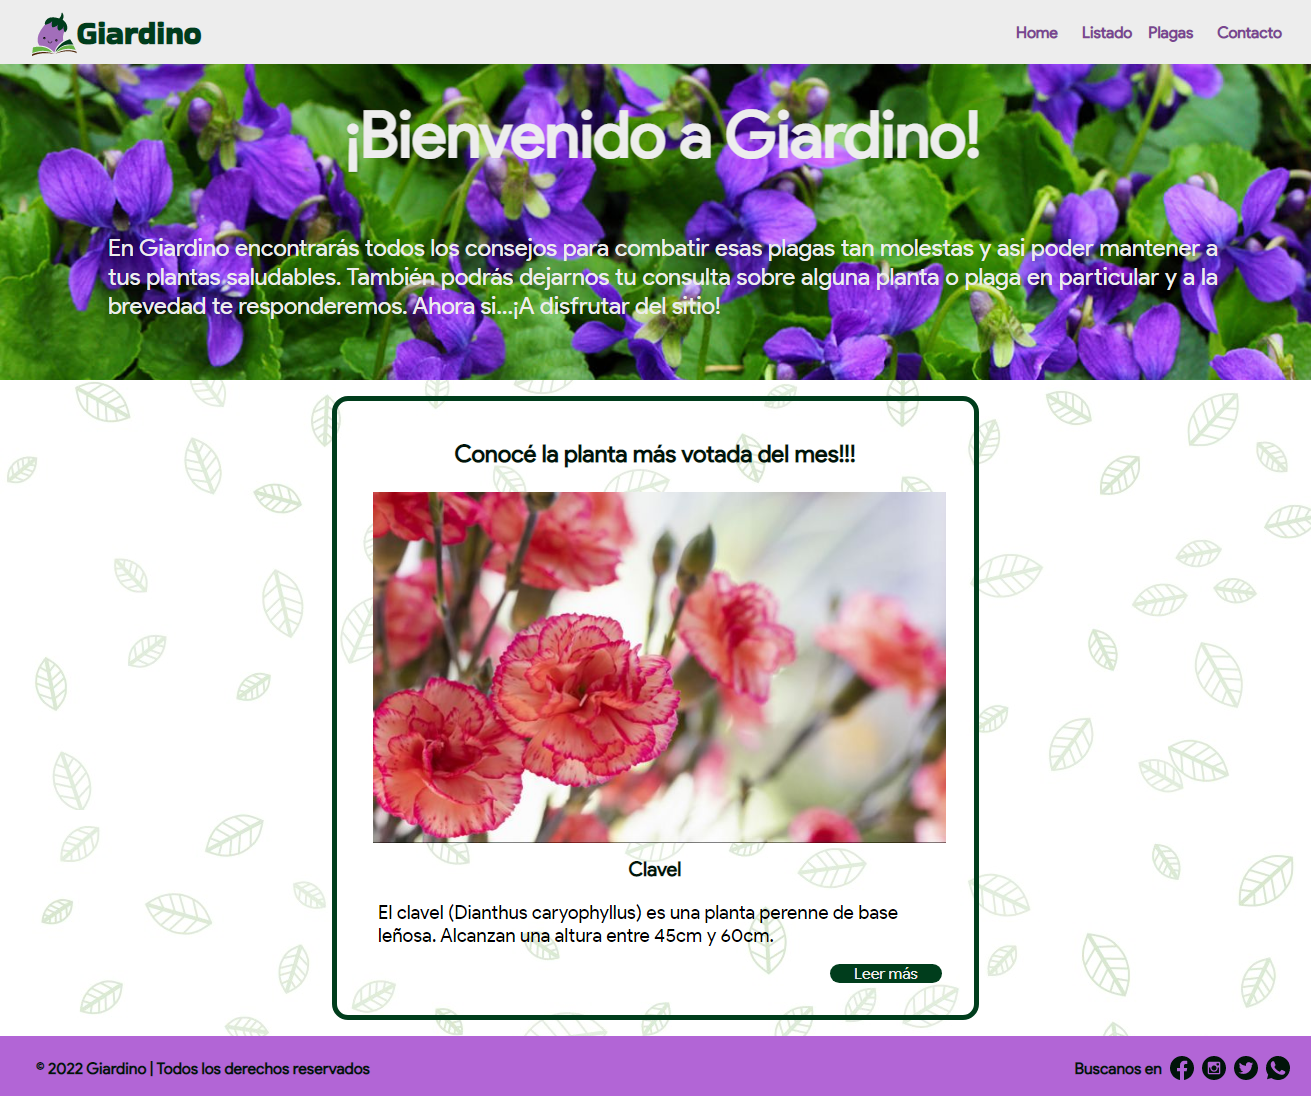 Giardino
Home Listado Plagas Contacto
¡Bienvenido a Giardino!
En Giardino encontrarás todos los consejos para combatir esas plagas tan molestas y asi poder mantener a
tus plantas saludables. También podrás dejarnos tu consulta sobre alguna planta o plaga en particular y a la
brevedad te responderemos. Ahora si...¡A disfrutar del sitio!
Conocé la planta más votada del mes!!!
Clavel
El clavel (Dianthus caryophyllus) es una planta perenne de base
leñosa. Alcanzan una altura entre 45cm y 60cm.
Leer más
© 2022 Giardino | Todos los derechos reservados
Buscanos en